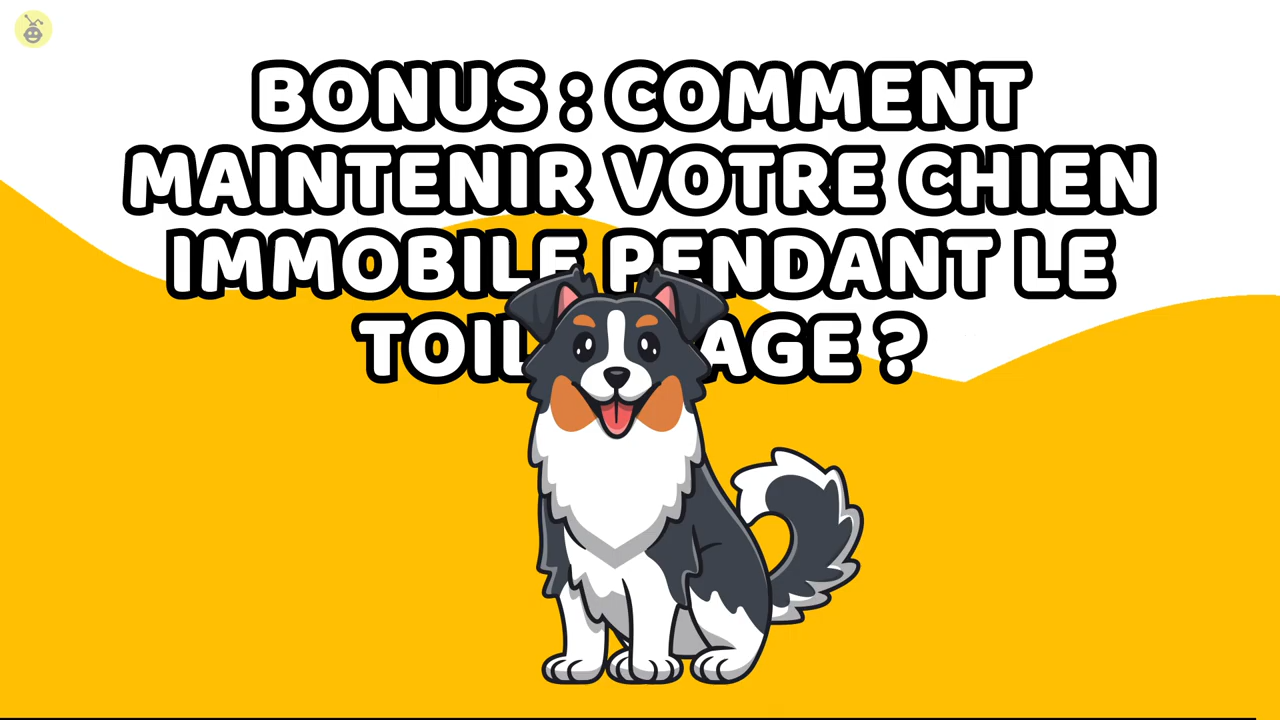 BONUS : COMMENT
MAINTENIR VOTRE CHIEN
IMMOBILE PENDANT LE
?